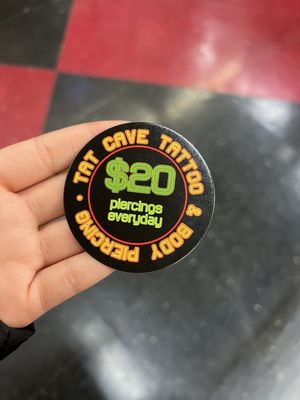 TAT CAVE TATTOO & BODY PIERCING •
$20
piercings
everyday